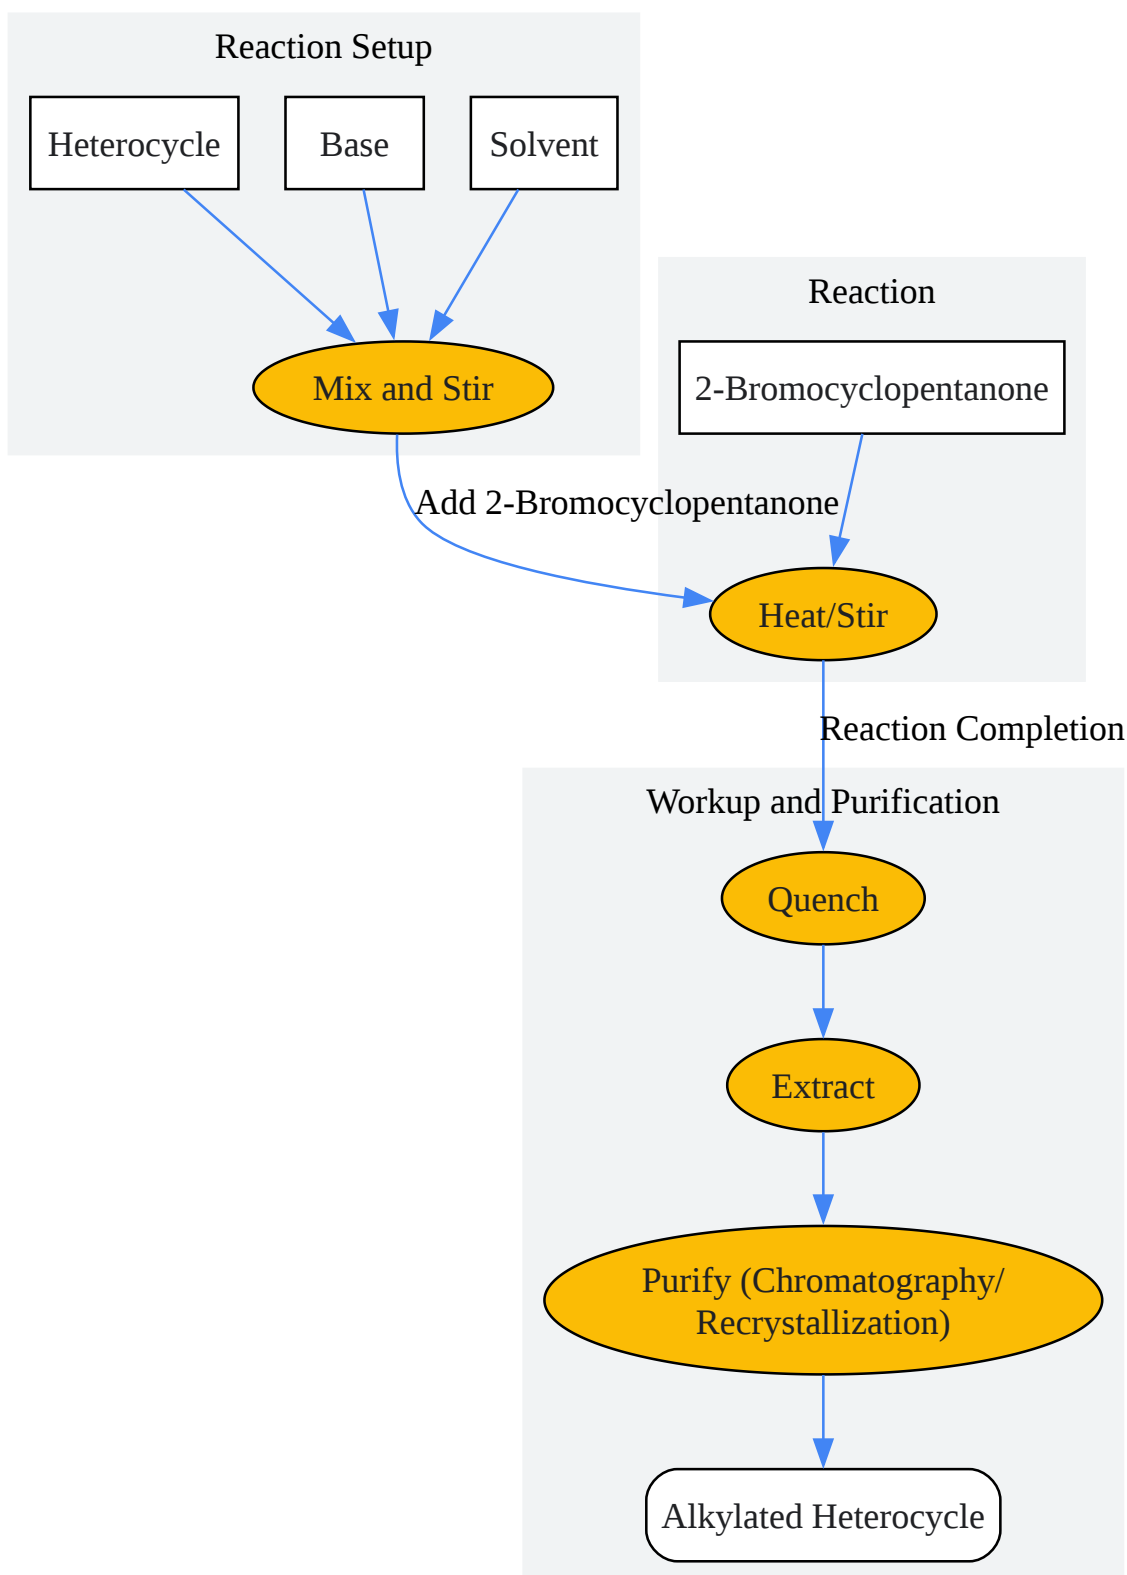 Reaction Setup
Heterocycle
Base
Solvent
Mix and Stir
Reaction
2-Bromocyclopentanone
Add 2-Bromocyclopentanone
Heat/Stir
Reaction Completion
Workup and Purification
Quench
Extract
Purify (Chromatography/
Recrystallization)
Alkylated Heterocycle